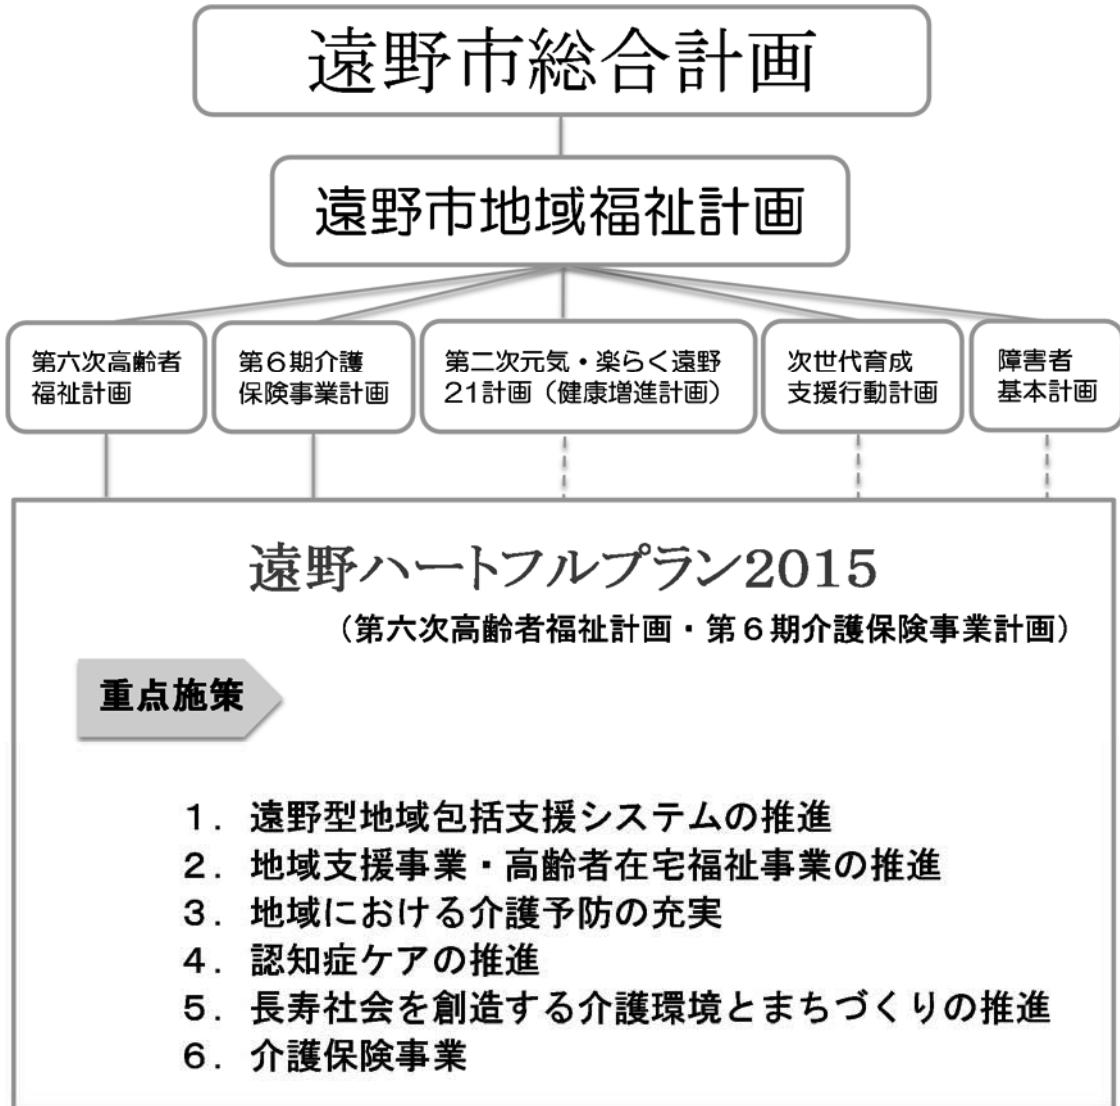 遠野市総合計画
遠野市地域福祉計画
第六次高齢者
福祉計画
第6期介護
保険事業計画
第二次元気・楽らく遠野
21計画（健康増進計画）
次世代育成
支援行動計画
障害者
基本計画
遠野ハートフルプラン2015
（第六次高齢者福祉計画・第６期介護保険事業計画）
重点施策
１．遠野型地域包括支援システムの推進
２．地域支援事業・高齢者在宅福祉事業の推進
３．地域における介護予防の充実
４．認知症ケアの推進
５．長寿社会を創造する介護環境とまちづくりの推進
６．介護保険事業